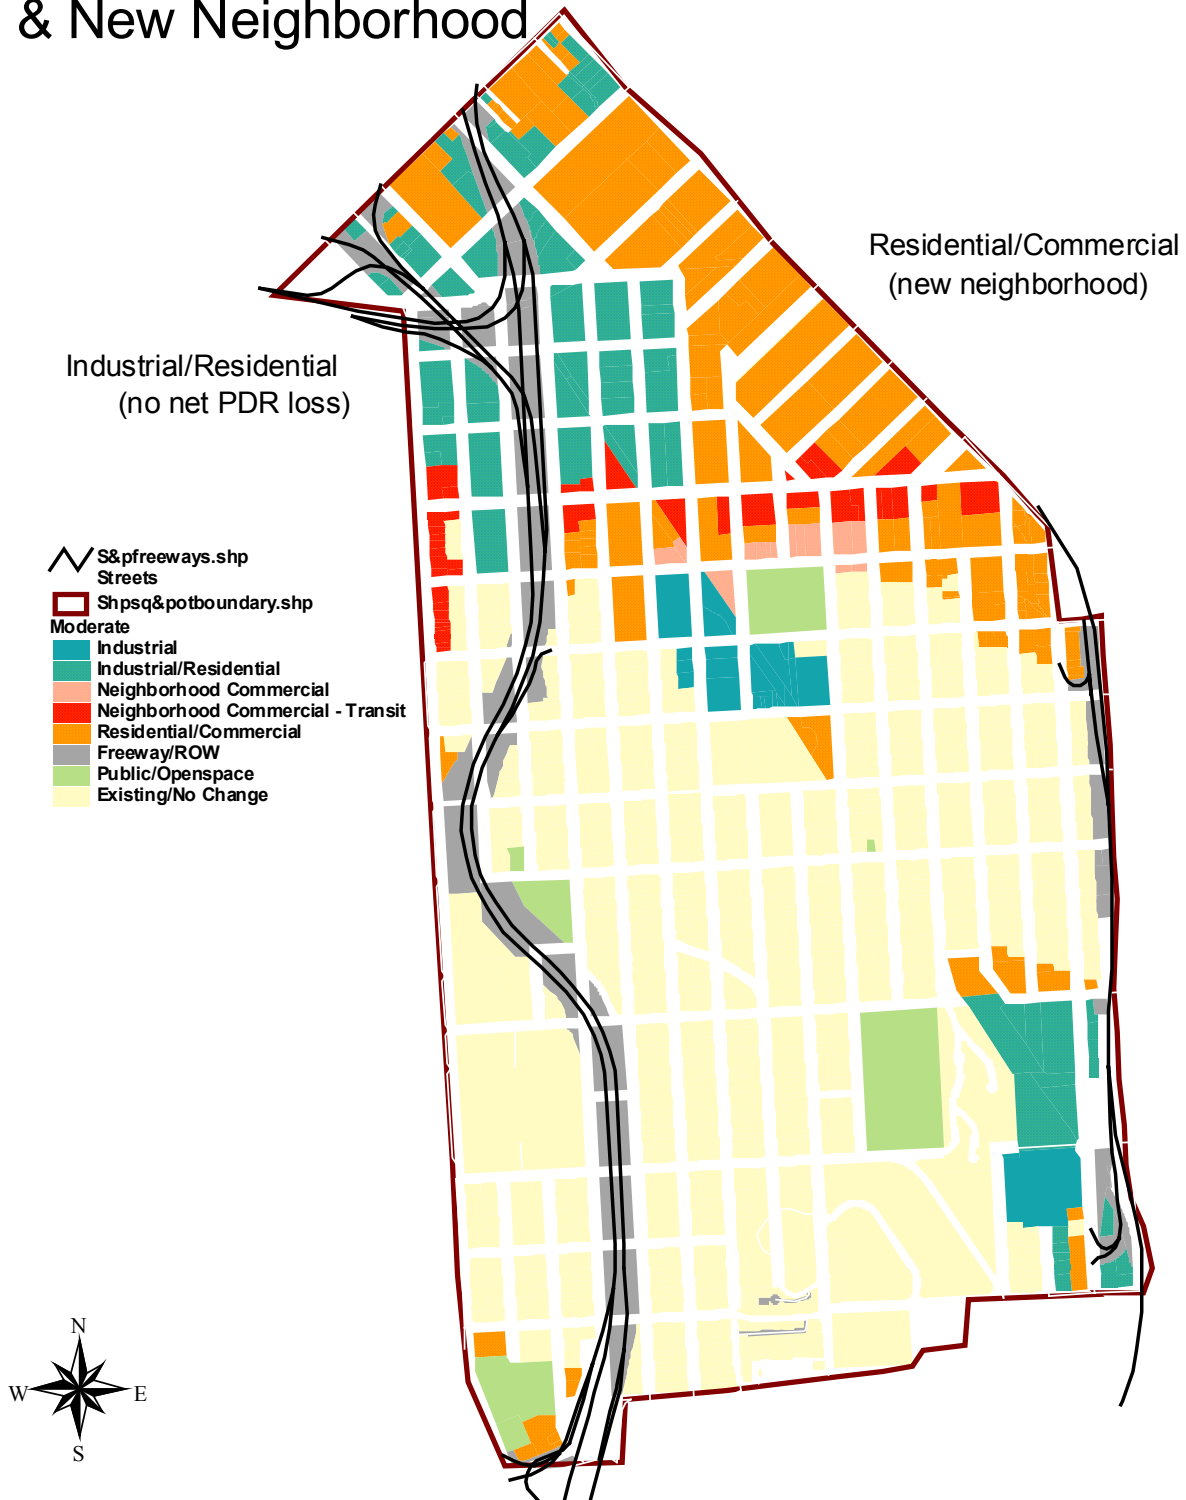 & New Neighborhood
Residential/Commercial
(new neighborhood)
Industrial/Residential
(no net PDR loss)
S&pfreeways.shp
Streets
Shpsq&potboundary.shp
Moderate
Industrial
Industrial/Residential
Neighborhood Commercial
Neighborhood Commercial - Transit
Residential/Commercial
Freeway/ROW
Public/Openspace
Existing/No Change
N
W E
S